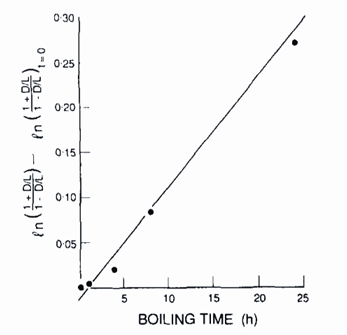 0·30
0·25
0·20
0·15
0·10
0·05
ℓn (1 + D/L / 1 - D/L) — ℓn (1 + D/L / 1 - D/L) t=0
5 10 15 20 25
BOILING TIME (h)